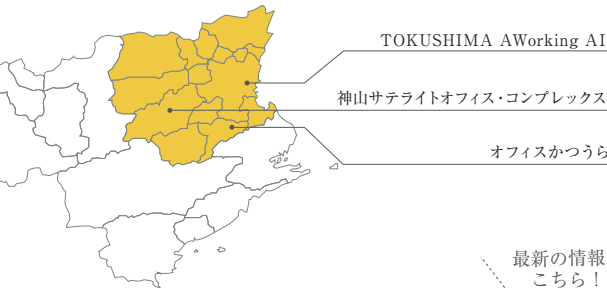 TOKUSHIMA AWorking AI
神山サテライトオフィス・コンプレックス
オフィスかつうら
最新の情報
こちら！